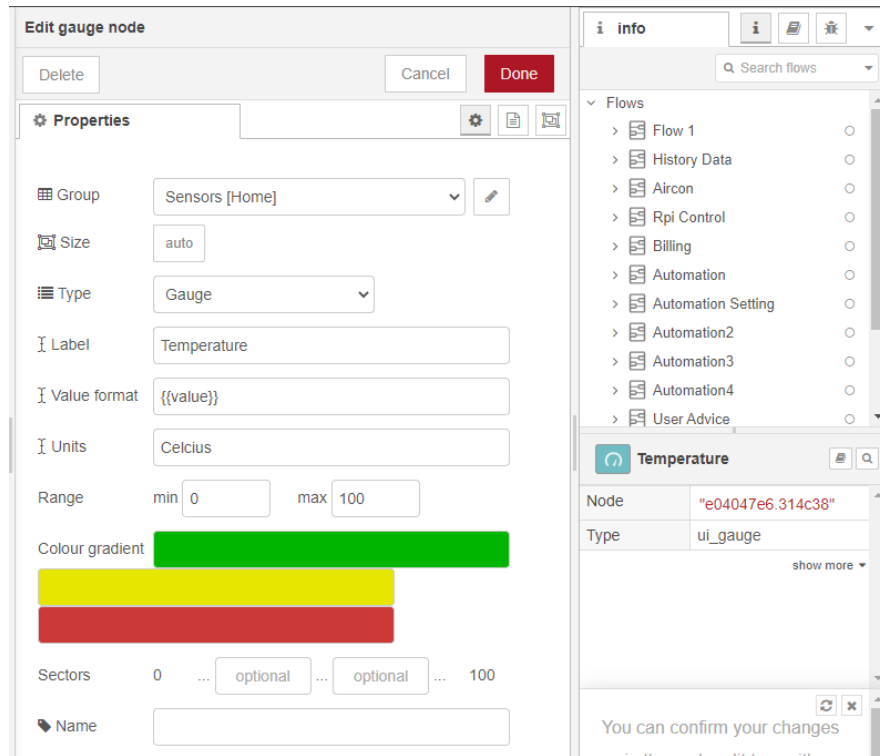 Edit gauge node
Delete
Cancel
Done
Properties
Group
Sensors [Home]
Size
auto
Type
Gauge
Label
Temperature
Value format
{{value}}
Units
Celcius
Range
min 0
max 100
Colour gradient
Sectors
0 ... optional ... optional ... 100
Name
i info
i
Search flows
Flows
Flow 1
History Data
Aircon
Rpi Control
Billing
Automation
Automation Setting
Automation2
Automation3
Automation4
User Advice
Temperature
Node "e04047e6.314c38"
Type ui_gauge
show more
You can confirm your changes